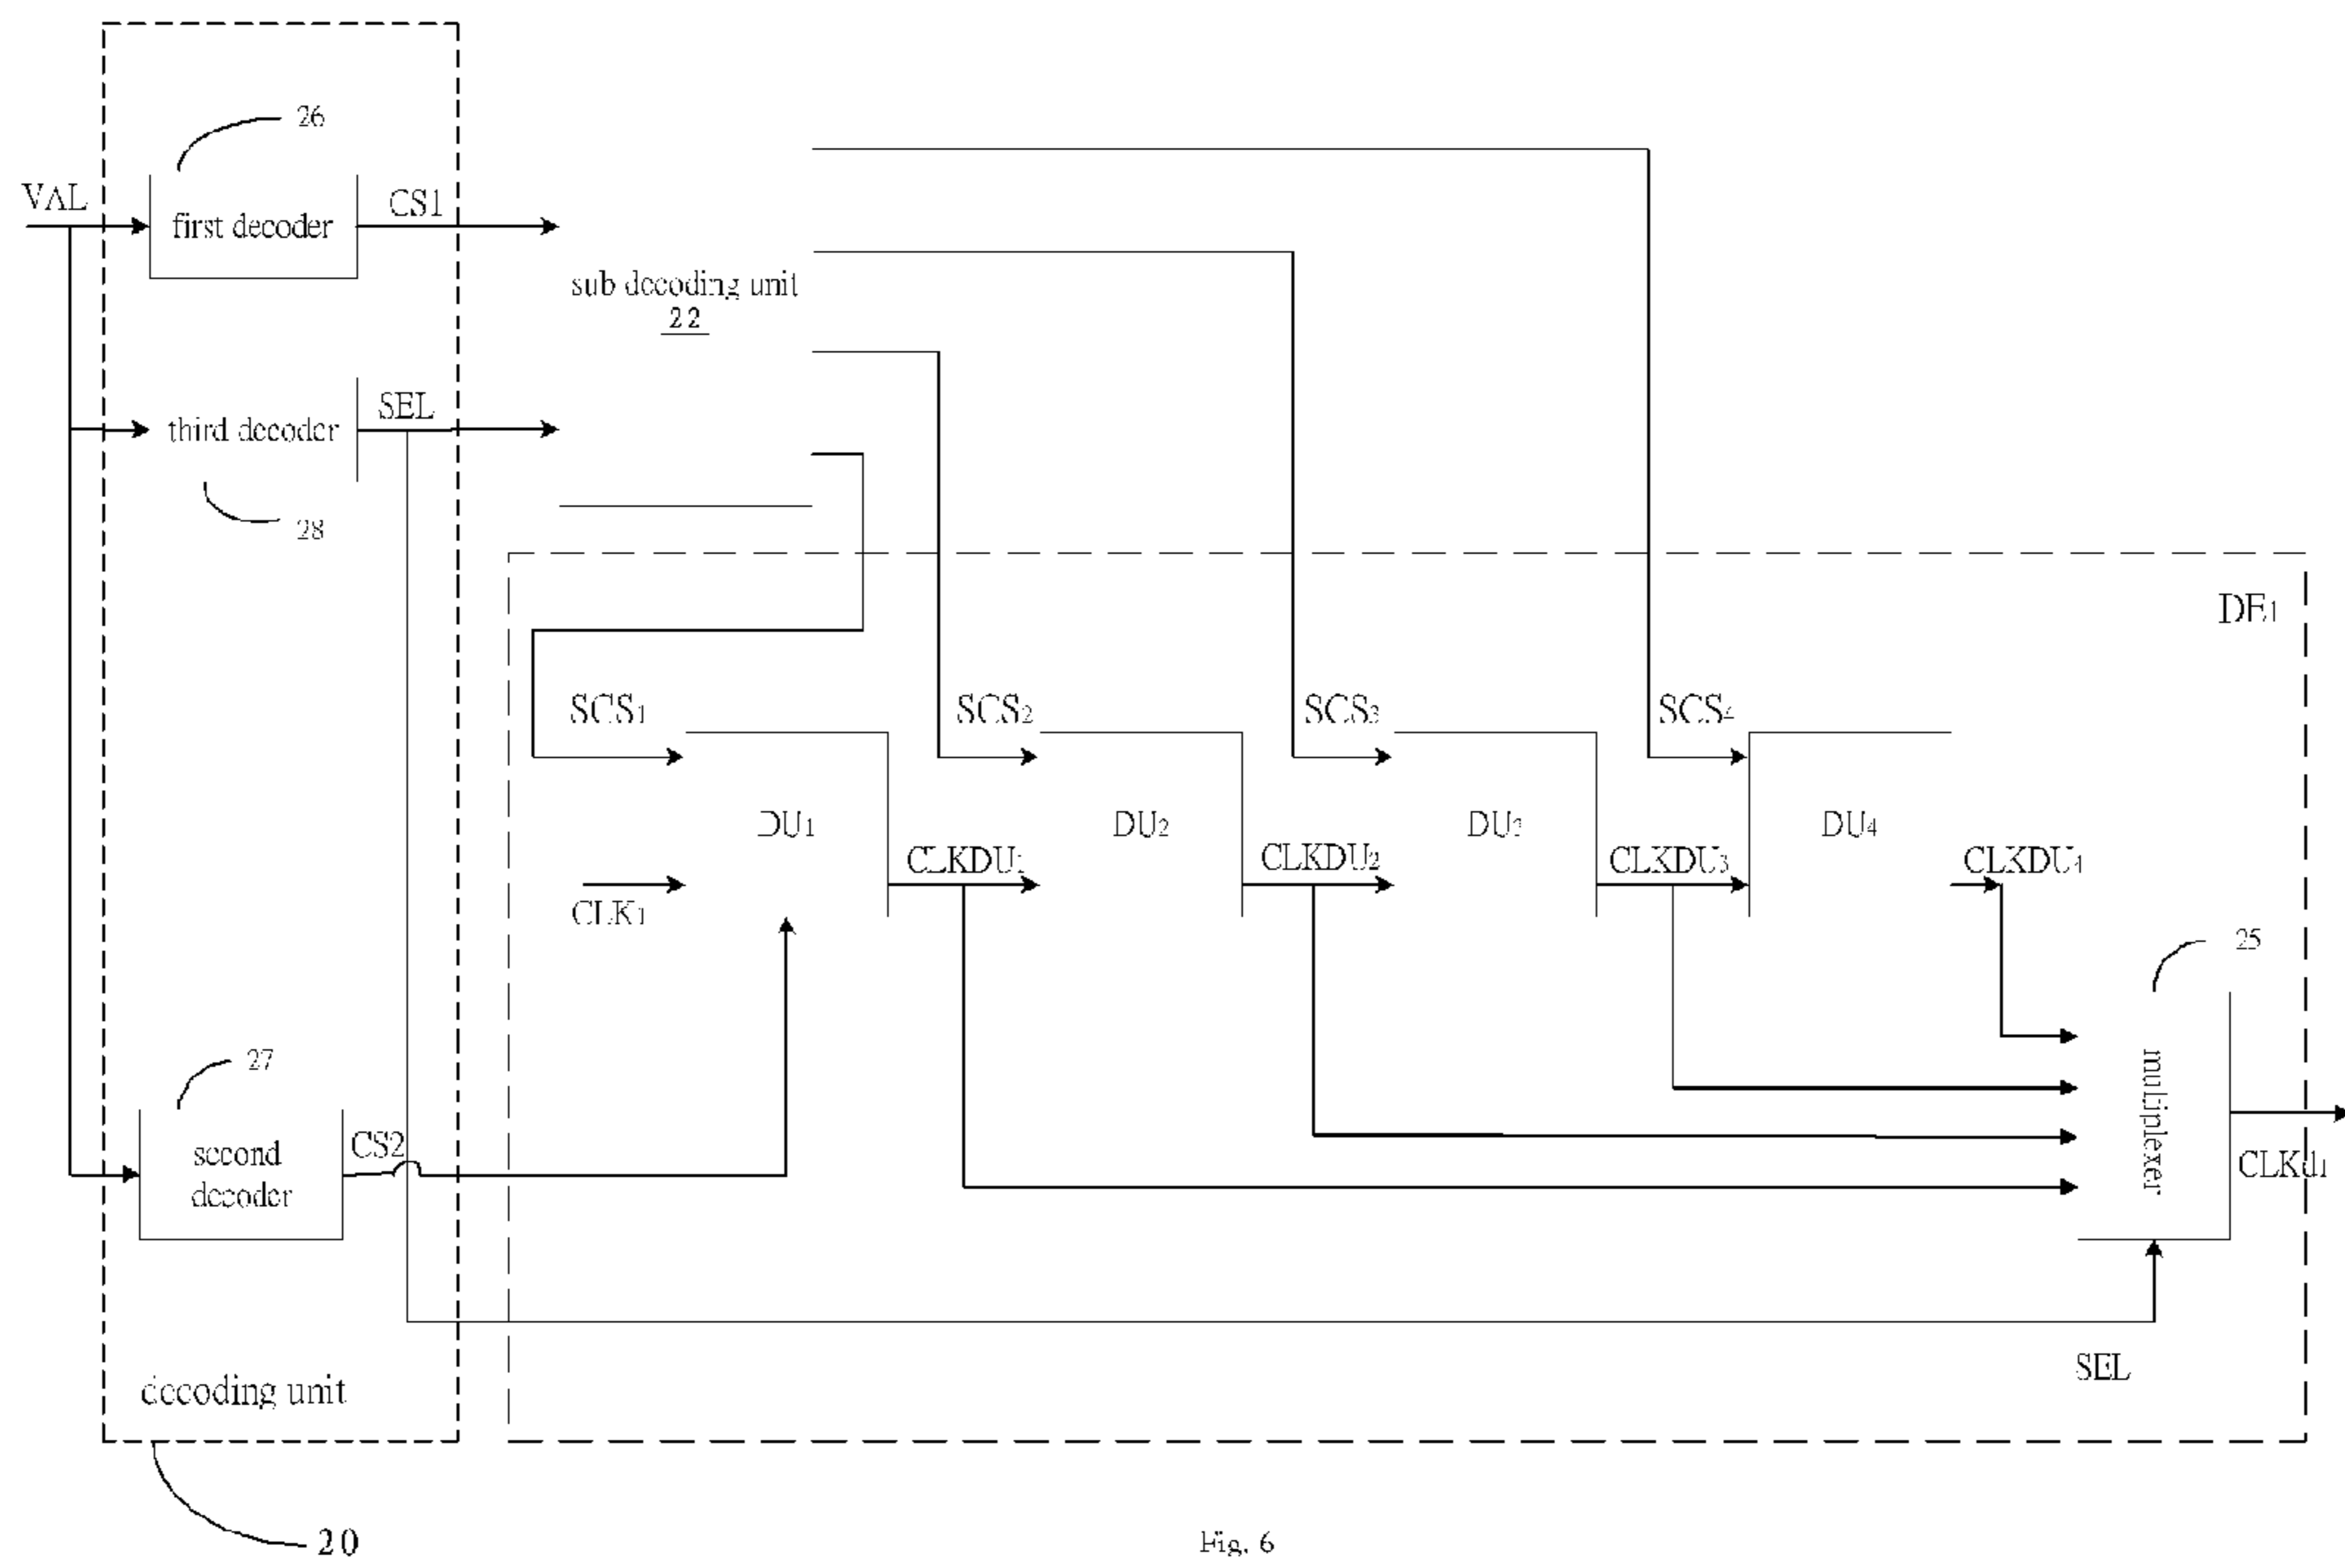 26
VAL
first decoder
CS1
sub decoding unit
22
third decoder
SEL
28
DE1
SCS1
SCS2
SCS3
SCS4
DU1
DU2
DU3
DU4
CLK1
CLKDU1
CLKDU2
CLKDU3
CLKDU4
25
multiplexer
CLKd1
27
second
decoder
CS2
SEL
decoding unit
20
Fig. 6